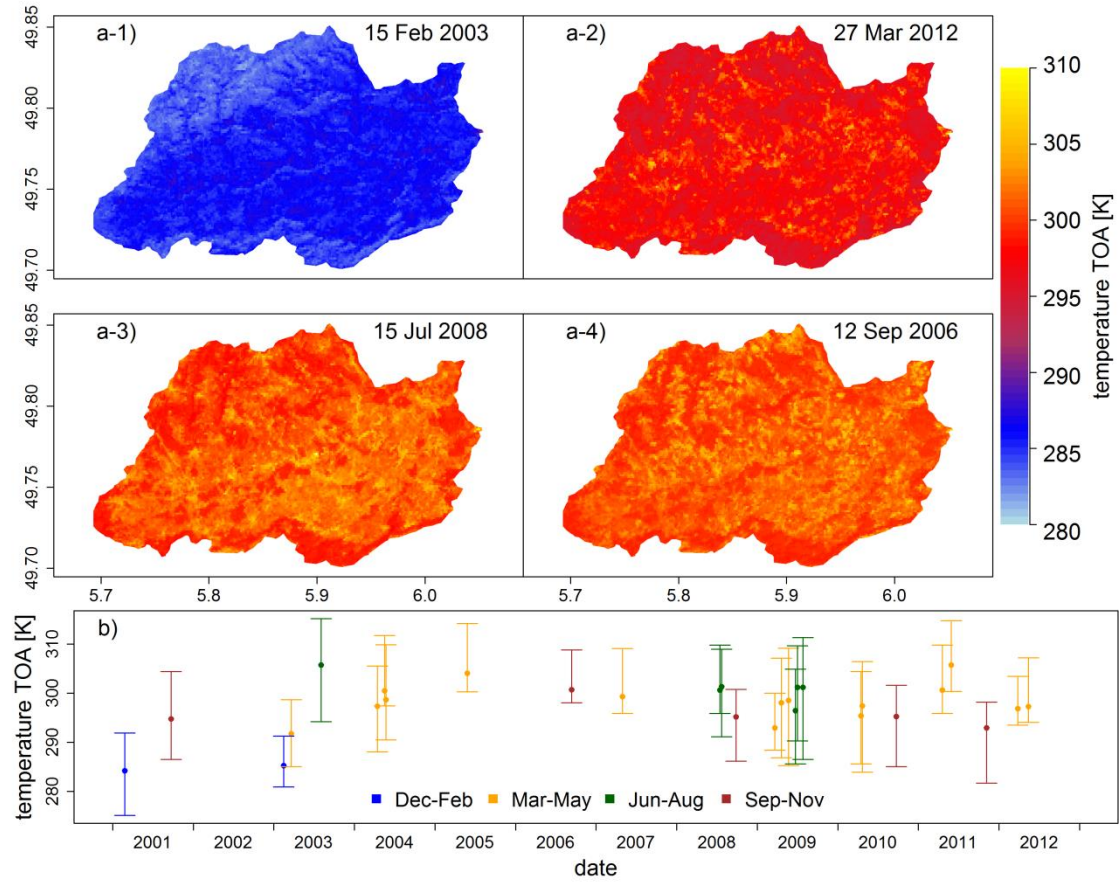 a-1) 15 Feb 2003
a-2) 27 Mar 2012
49.85
49.80
49.75
49.70
310
305
300
295
290
285
280
temperature TOA [K]
a-3) 15 Jul 2008
a-4) 12 Sep 2006
49.85
49.80
49.75
49.70
5.7 5.8 5.9 6.0
5.7 5.8 5.9 6.0
b)
temperature TOA [K]
310
300
290
280
Dec-Feb Mar-May Jun-Aug Sep-Nov
2001 2002 2003 2004 2005 2006 2007 2008 2009 2010 2011 2012
date